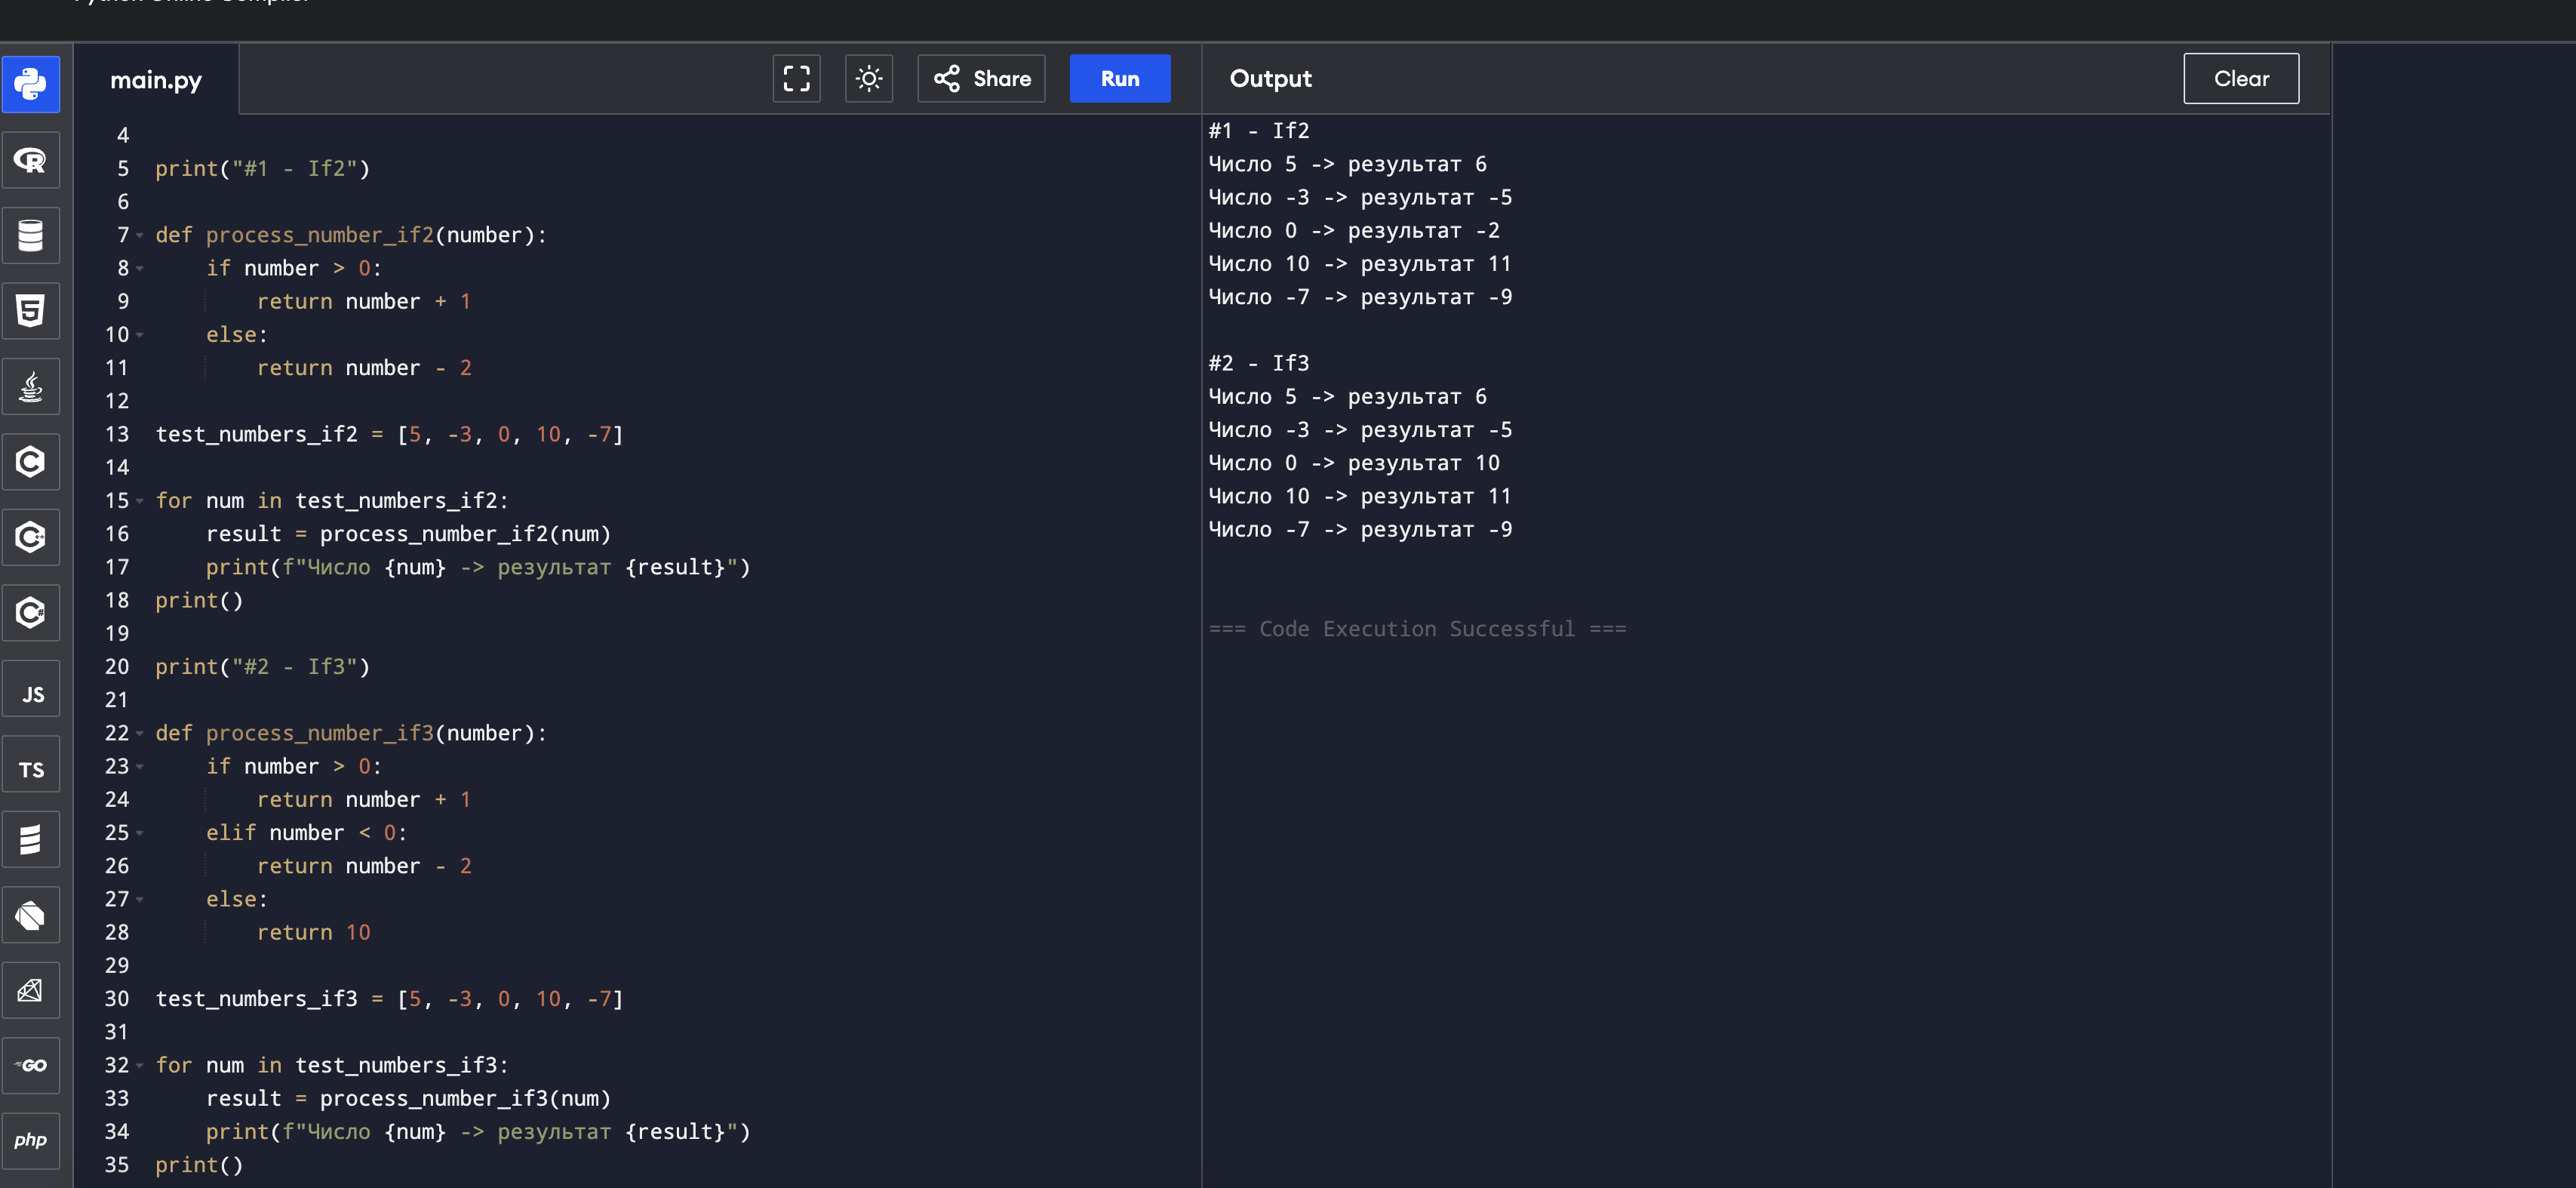 main.py
Share
Run
Output
Clear
4
5 print("#1 - If2")
6
7 def process_number_if2(number):
8     if number > 0:
9         return number + 1
10     else:
11         return number - 2
12
13 test_numbers_if2 = [5, -3, 0, 10, -7]
14
15 for num in test_numbers_if2:
16     result = process_number_if2(num)
17     print(f"Число {num} -> результат {result}")
18 print()
19
20 print("#2 - If3")
21
22 def process_number_if3(number):
23     if number > 0:
24         return number + 1
25     elif number < 0:
26         return number - 2
27     else:
28         return 10
29
30 test_numbers_if3 = [5, -3, 0, 10, -7]
31
32 for num in test_numbers_if3:
33     result = process_number_if3(num)
34     print(f"Число {num} -> результат {result}")
35 print()
#1 - If2
Число 5 -> результат 6
Число -3 -> результат -5
Число 0 -> результат -2
Число 10 -> результат 11
Число -7 -> результат -9
#2 - If3
Число 5 -> результат 6
Число -3 -> результат -5
Число 0 -> результат 10
Число 10 -> результат 11
Число -7 -> результат -9
=== Code Execution Successful ===
R
5
C
C
C#
JS
TS
GO
php